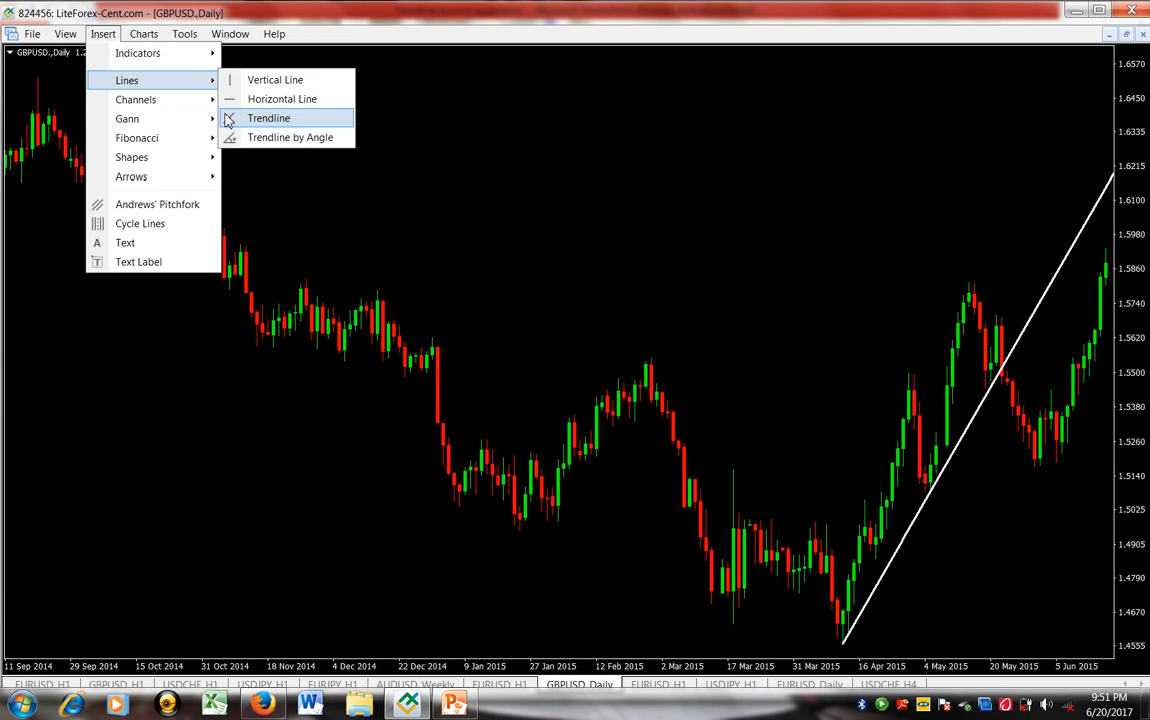 824456: LiteForex-Cent.com - [GBPUSD.,Daily]
File View Insert Charts Tools Window Help
GBPUSD.,Daily 1.2
Indicators
Lines
Channels
Gann
Fibonacci
Shapes
Arrows
Andrews' Pitchfork
Cycle Lines
Text
Text Label
Vertical Line
Horizontal Line
Trendline
Trendline by Angle
1.6570
1.6450
1.6335
1.6215
1.6100
1.5980
1.5860
1.5740
1.5620
1.5500
1.5380
1.5260
1.5140
1.5025
1.4905
1.4790
1.4670
1.4555
11 Sep 2014 29 Sep 2014 15 Oct 2014 31 Oct 2014 18 Nov 2014 4 Dec 2014 22 Dec 2014 9 Jan 2015 27 Jan 2015 12 Feb 2015 2 Mar 2015 17 Mar 2015 31 Mar 2015 16 Apr 2015 4 May 2015 20 May 2015 5 Jun 2015
EURUSD.,H1 GBPUSD.,H1 USDCHF.,H1 USDJPY.,H1 EURJPY.,H1 AUDUSD.,Weekly EURUSD.,H1 GBPUSD.,Daily EURUSD.,H1 USDJPY.,H1 EURUSD.,Daily USDCHF.,H4
9:51 PM
6/20/2017